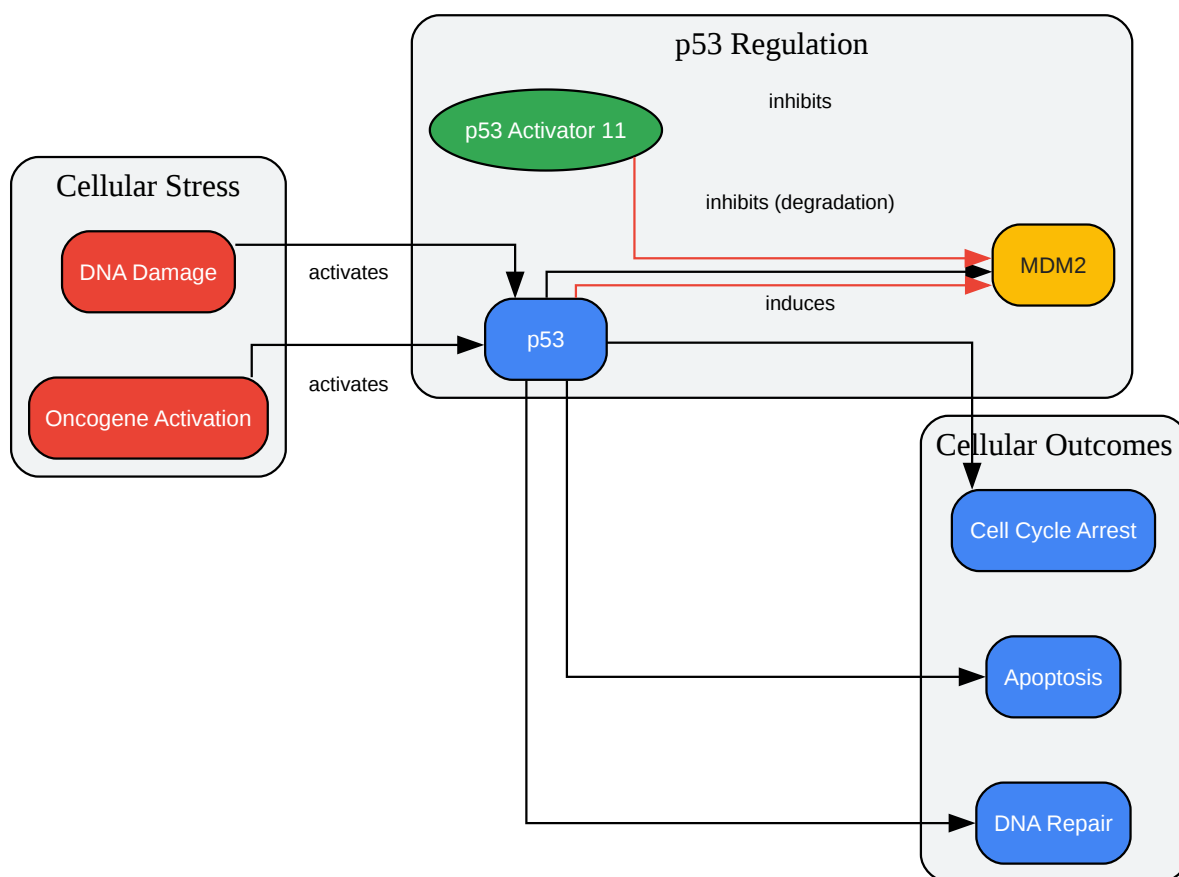 p53 Regulation
inhibits
p53 Activator 11
Cellular Stress
inhibits (degradation)
DNA Damage
activates
MDM2
induces
p53
activates
Oncogene Activation
Cellular Outcomes
Cell Cycle Arrest
Apoptosis
DNA Repair